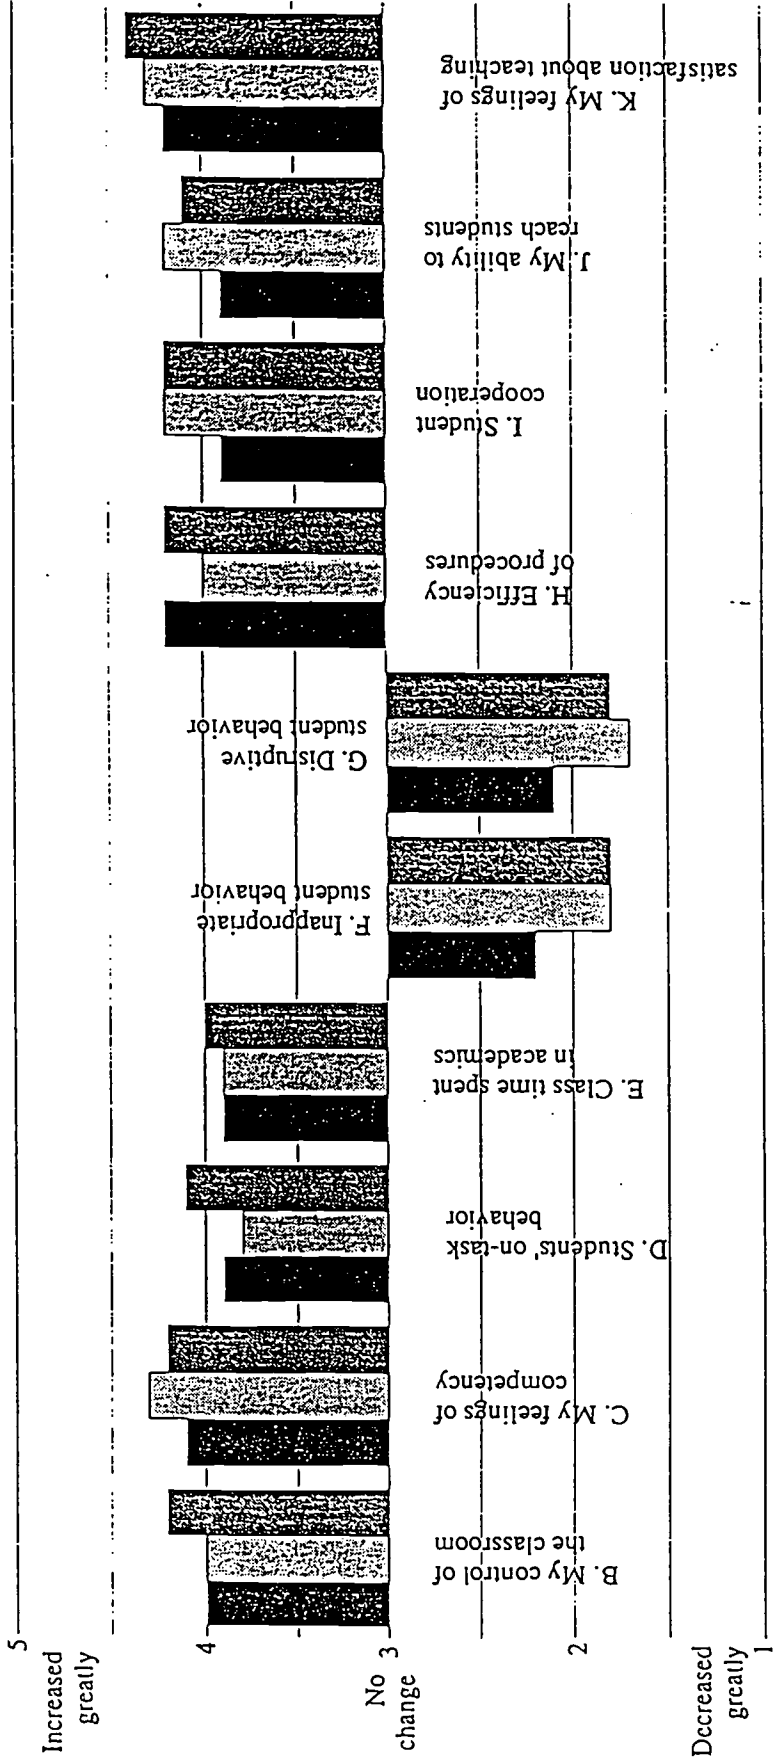 5
Increased
greatly
4
No
change
3
2
Decreased
greatly
1
B. My control of
the classroom
C. My feelings of
competency
D. Students' on-task
behavior
E. Class time spent
in academics
F. Inappropriate
student behavior
G. Disruptive
student behavior
H. Efficiency
of procedures
I. Student
cooperation
J. My ability to
reach students
K. My feelings of
satisfaction about teaching